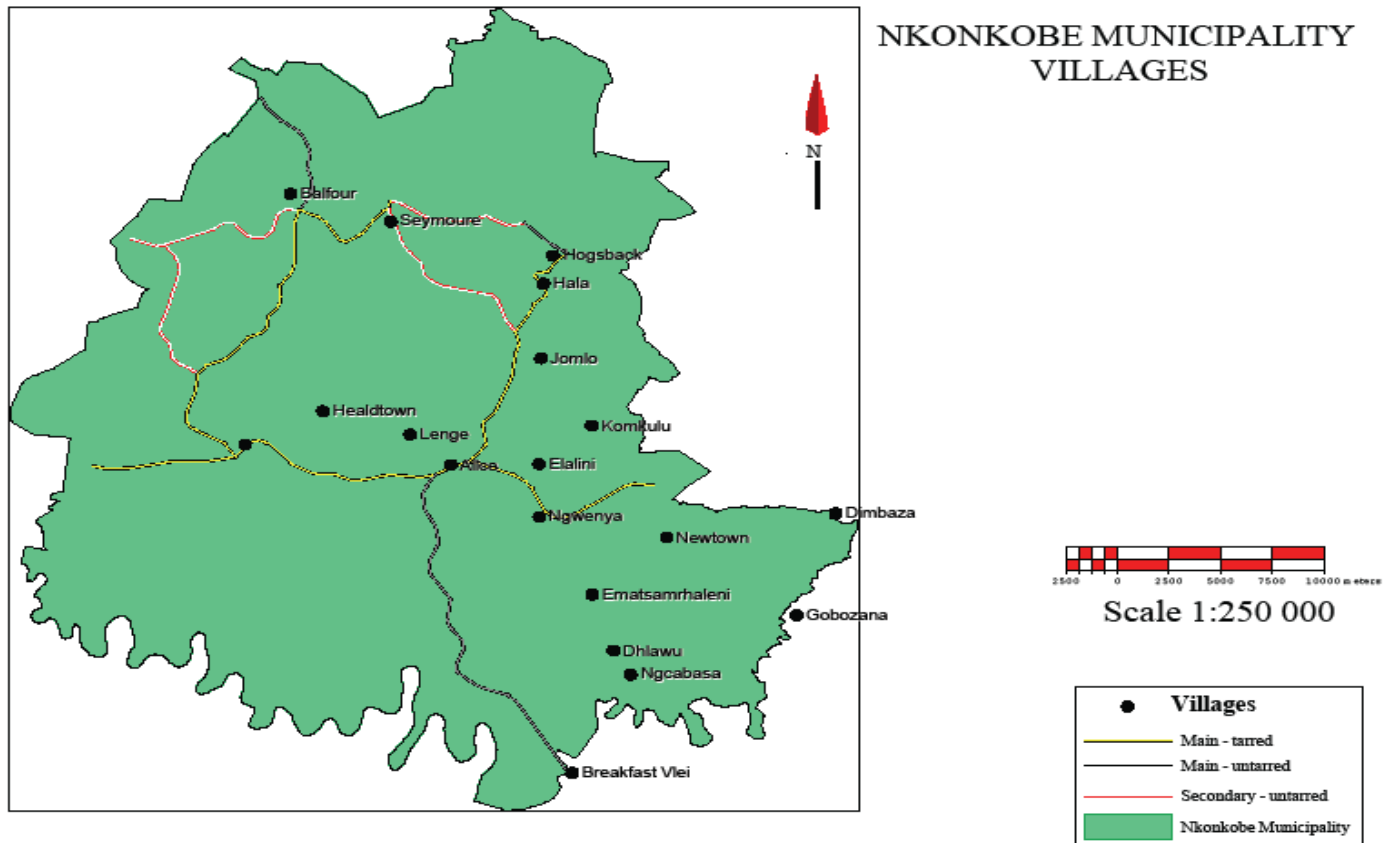 NKONKOBE MUNICIPALITY
VILLAGES
N
Balfour
Seymoure
Hogsback
Hala
Jomlo
Healdtown
Komkulu
Lenge
Alice
Elalini
Ngwenya
Dimbaza
Newtown
Ematsamrhaleni
Gobozana
Dhlawu
Ngcabasa
Breakfast Vlei
2500 0 2500 5000 7500 10000 meters
Scale 1:250 000
Villages
Main - tarred
Main - untarred
Secondary - untarred
Nkonkobe Municipality